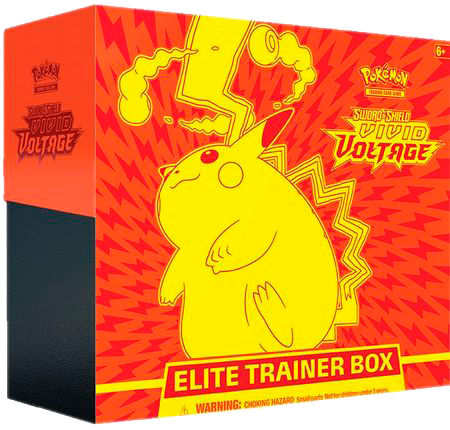 6+
Pokémon
TRADING CARD GAME
SWORD & SHIELD
VIVID
VOLTAGE
Pokémon
SWORD & SHIELD
VIVID
VOLTAGE
ELITE TRAINER BOX
WARNING: CHOKING HAZARD Small parts. Not for children under 3 years.